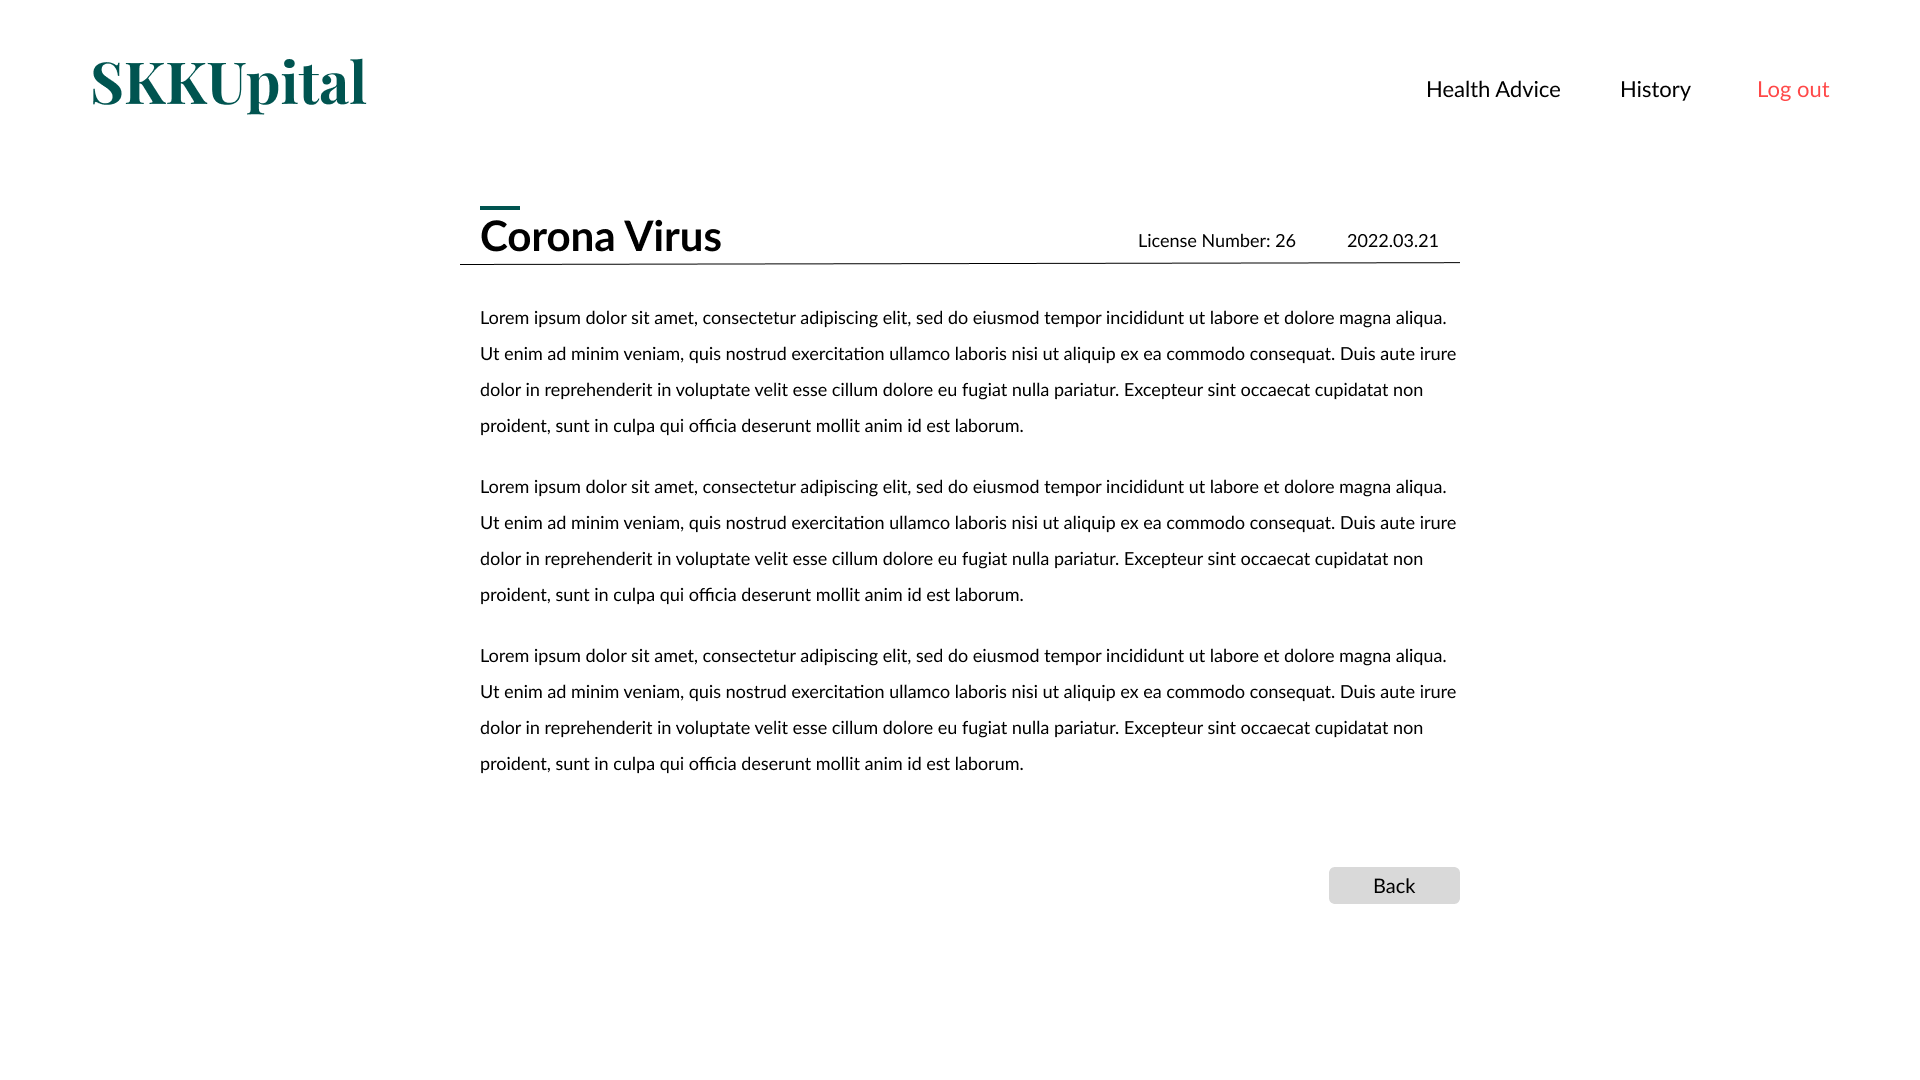 SKKUpital
Health Advice
History
Log out
Corona Virus
License Number: 26
2022.03.21
Lorem ipsum dolor sit amet, consectetur adipiscing elit, sed do eiusmod tempor incididunt ut labore et dolore magna aliqua.
Ut enim ad minim veniam, quis nostrud exercitation ullamco laboris nisi ut aliquip ex ea commodo consequat. Duis aute irure
dolor in reprehenderit in voluptate velit esse cillum dolore eu fugiat nulla pariatur. Excepteur sint occaecat cupidatat non
proident, sunt in culpa qui officia deserunt mollit anim id est laborum.
Lorem ipsum dolor sit amet, consectetur adipiscing elit, sed do eiusmod tempor incididunt ut labore et dolore magna aliqua.
Ut enim ad minim veniam, quis nostrud exercitation ullamco laboris nisi ut aliquip ex ea commodo consequat. Duis aute irure
dolor in reprehenderit in voluptate velit esse cillum dolore eu fugiat nulla pariatur. Excepteur sint occaecat cupidatat non
proident, sunt in culpa qui officia deserunt mollit anim id est laborum.
Lorem ipsum dolor sit amet, consectetur adipiscing elit, sed do eiusmod tempor incididunt ut labore et dolore magna aliqua.
Ut enim ad minim veniam, quis nostrud exercitation ullamco laboris nisi ut aliquip ex ea commodo consequat. Duis aute irure
dolor in reprehenderit in voluptate velit esse cillum dolore eu fugiat nulla pariatur. Excepteur sint occaecat cupidatat non
proident, sunt in culpa qui officia deserunt mollit anim id est laborum.
Back